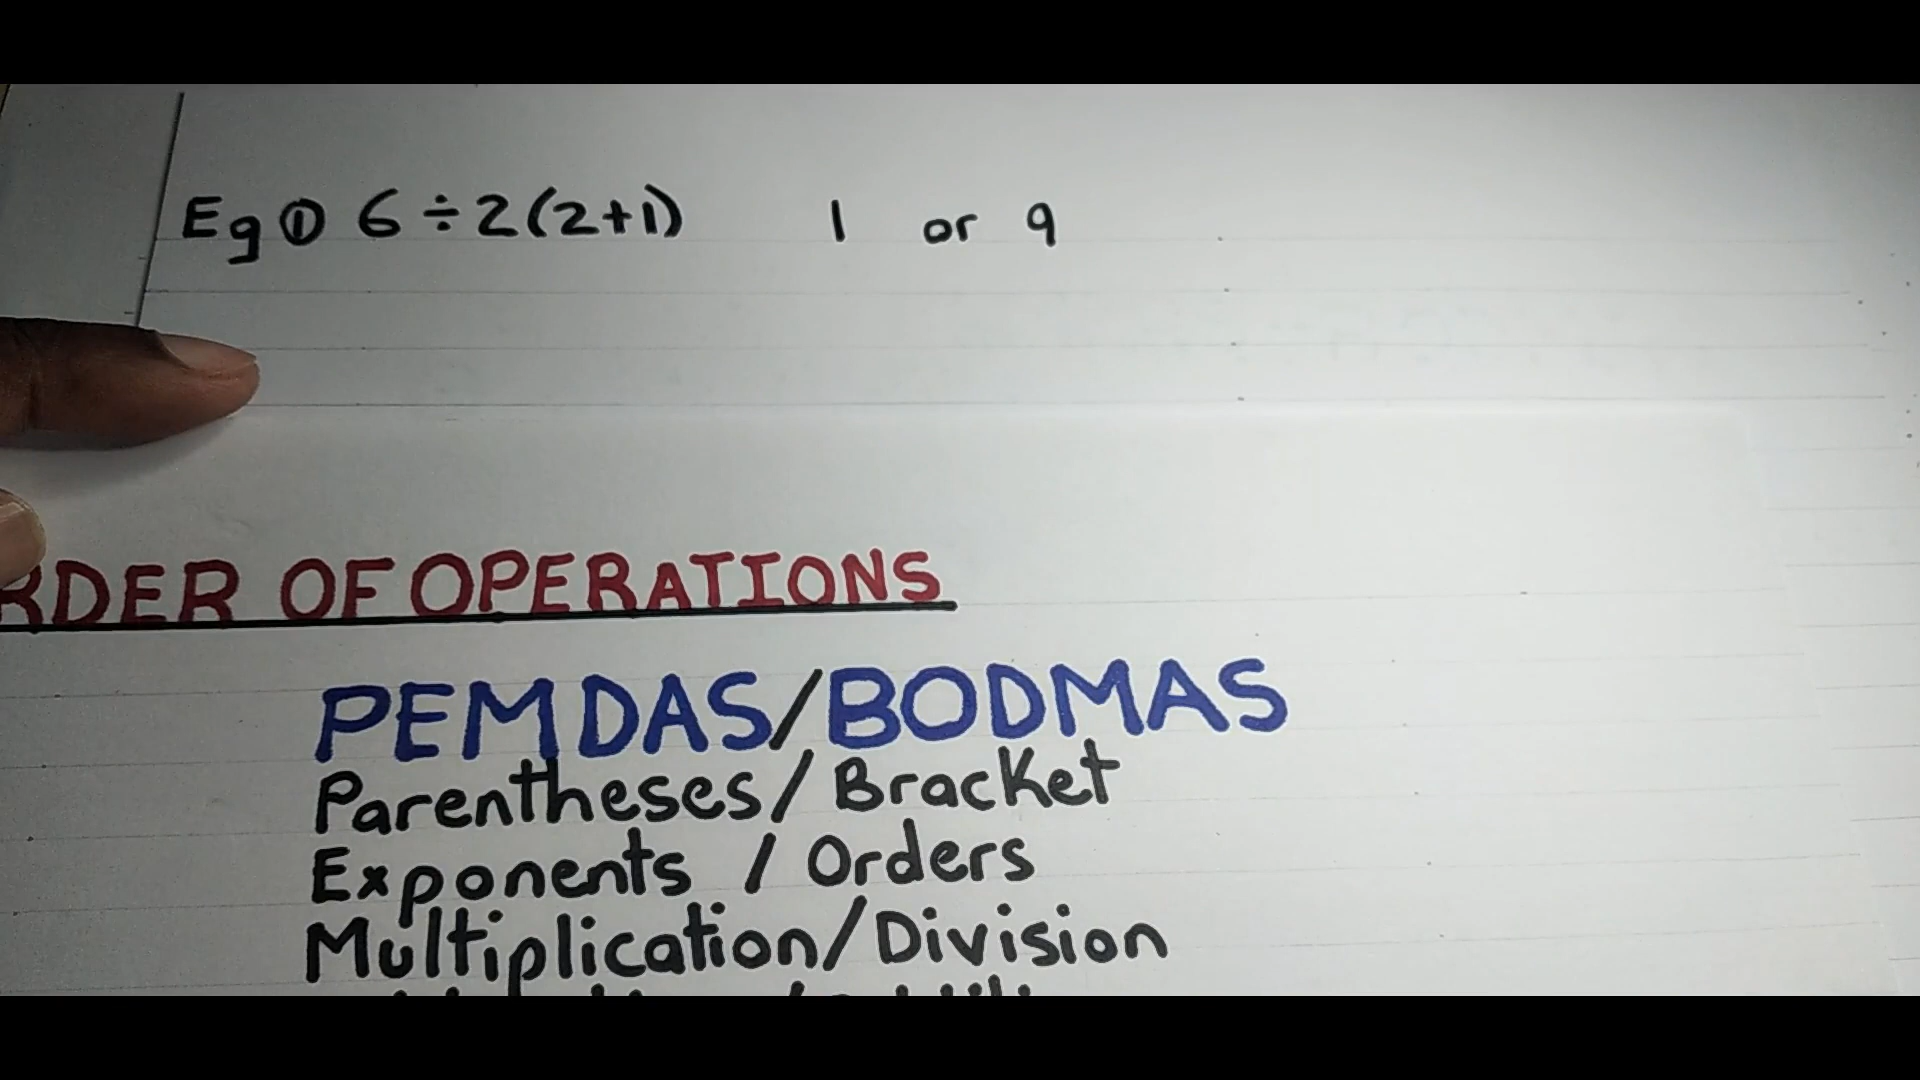 Eg ① 6 ÷ 2(2+1) 1 or 9
RDER OF OPERATIONS
PEMDAS/BODMAS
Parentheses/Bracket
Exponents / Orders
Multiplication/Division